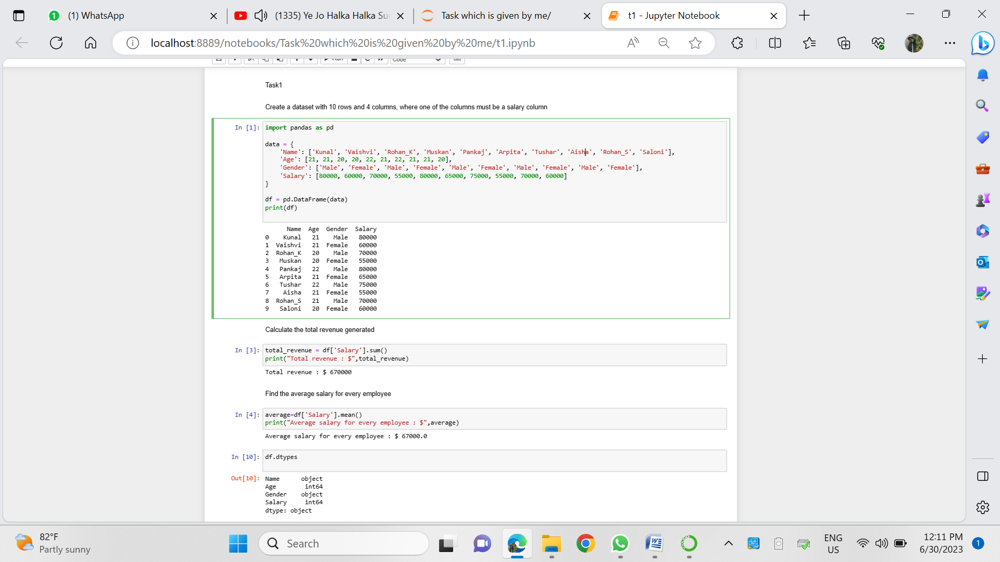 (1) WhatsApp
(1335) Ye Jo Halka Halka Su
Task which is given by me/
t1 - Jupyter Notebook
localhost:8889/notebooks/Task%20which%20is%20given%20by%20me/t1.ipynb
Run
Code
Task1
Create a dataset with 10 rows and 4 columns, where one of the columns must be a salary column
In [1]: import pandas as pd
data = {
'Name': ['Kunal', 'Vaishvi', 'Rohan_K', 'Muskan', 'Pankaj', 'Arpita', 'Tushar', 'Aisha', 'Rohan_S', 'Saloni'],
'Age': [21, 21, 20, 20, 22, 21, 22, 21, 21, 20],
'Gender': ['Male', 'Female', 'Male', 'Female', 'Male', 'Female', 'Male', 'Female', 'Male', 'Female'],
'Salary': [80000, 60000, 70000, 55000, 80000, 65000, 75000, 55000, 70000, 60000]
}
df = pd.DataFrame(data)
print(df)
Name Age Gender Salary
0 Kunal 21 Male 80000
1 Vaishvi 21 Female 60000
2 Rohan_K 20 Male 70000
3 Muskan 20 Female 55000
4 Pankaj 22 Male 80000
5 Arpita 21 Female 65000
6 Tushar 22 Male 75000
7 Aisha 21 Female 55000
8 Rohan_S 21 Male 70000
9 Saloni 20 Female 60000
Calculate the total revenue generated
In [3]: total_revenue = df['Salary'].sum()
print("Total revenue : $",total_revenue)
Total revenue : $ 670000
Find the average salary for every employee
In [4]: average=df['Salary'].mean()
print("Average salary for every employee : $",average)
Average salary for every employee : $ 67000.0
In [10]: df.dtypes
Out[10]: Name object
Age int64
Gender object
Salary int64
dtype: object
82°F
Partly sunny
Search
ENG
US
12:11 PM
6/30/2023
1